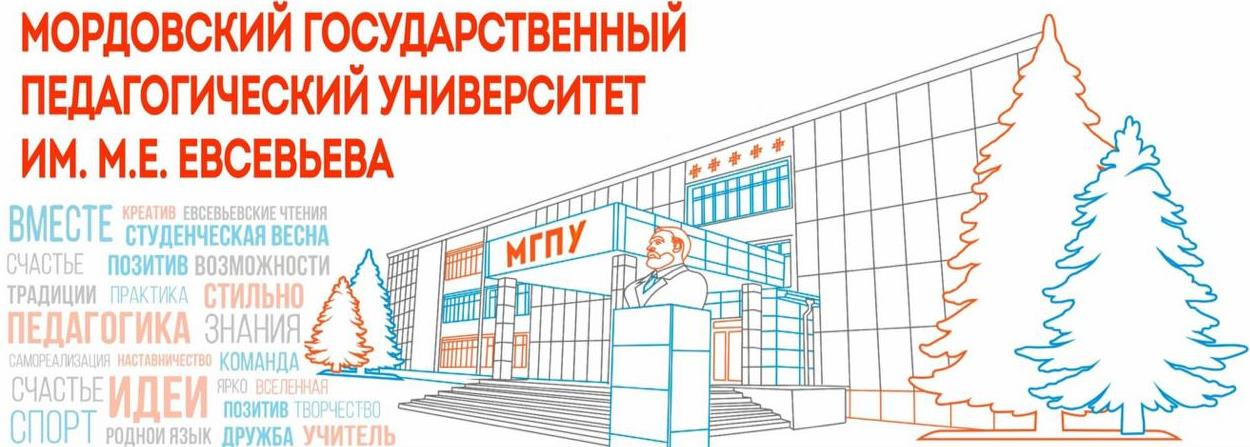 МОРДОВСКИЙ ГОСУДАРСТВЕННЫЙ
ПЕДАГОГИЧЕСКИЙ УНИВЕРСИТЕТ
ИМ. М.Е. ЕВСЕВЬЕВА
ВМЕСТЕ КРЕАТИВ ЕВСЕВЬЕВСКИЕ ЧТЕНИЯ
СТУДЕНЧЕСКАЯ ВЕСНА
СЧАСТЬЕ ПОЗИТИВ ВОЗМОЖНОСТИ
ТРАДИЦИИ ПРАКТИКА СТИЛЬНО
ПЕДАГОГИКА ЗНАНИЯ
САМОРЕАЛИЗАЦИЯ НАСТАВНИЧЕСТВО КОМАНДА
СЧАСТЬЕ ИДЕИ ЯРКО ВСЕЛЕННАЯ
ПОЗИТИВ ТВОРЧЕСТВО
СПОРТ РОДНОЙ ЯЗЫК ДРУЖБА УЧИТЕЛЬ
МГПУ